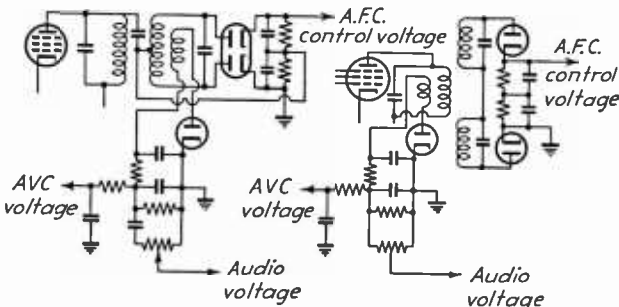 A.F.C.
control voltage
A.F.C.
control
voltage
AVC
voltage
AVC
voltage
Audio
voltage
Audio
voltage